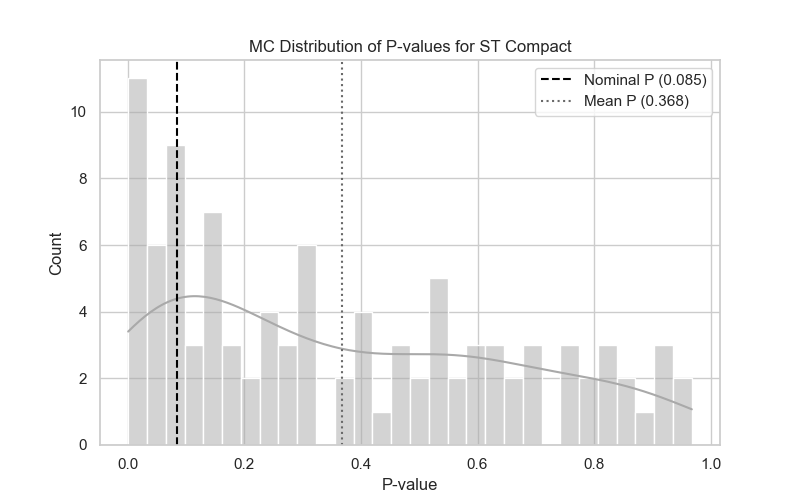 MC Distribution of P-values for ST Compact
Nominal P (0.085)
Mean P (0.368)
Count
10
8
6
4
2
0
0.0 0.2 0.4 0.6 0.8 1.0
P-value